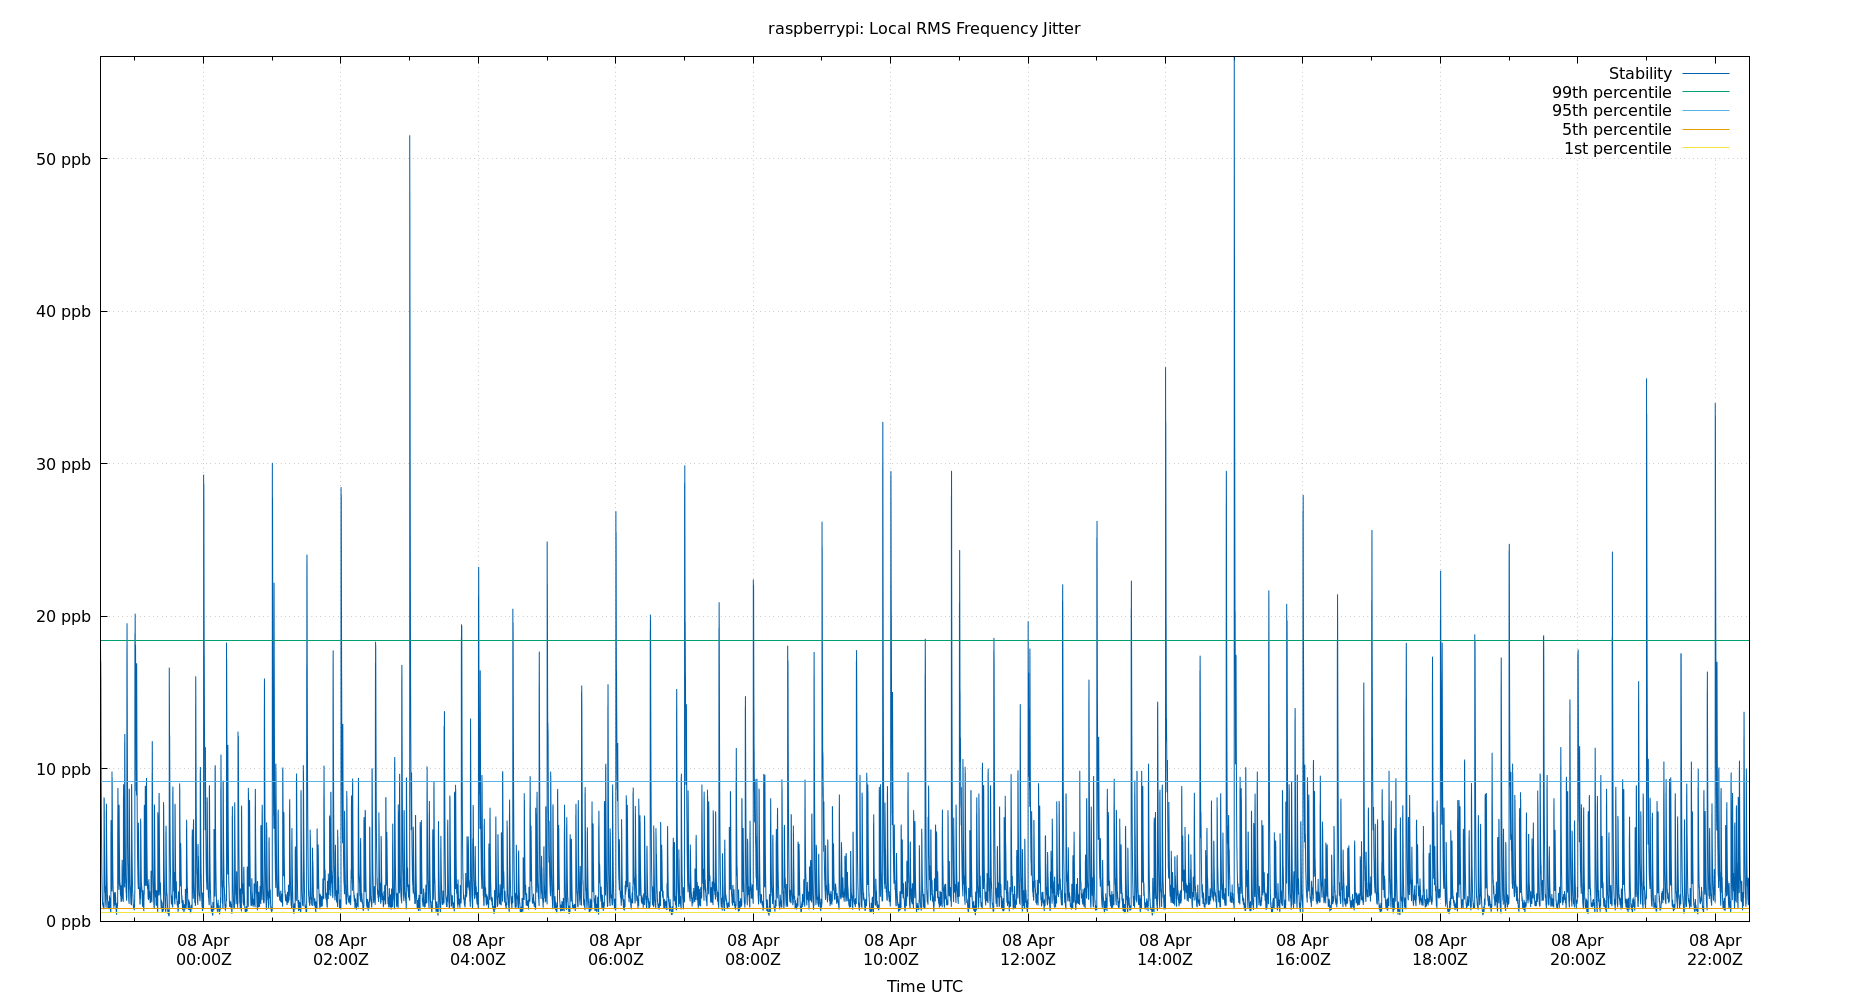 raspberrypi: Local RMS Frequency Jitter
Stability
99th percentile
95th percentile
5th percentile
1st percentile
50 ppb
40 ppb
30 ppb
20 ppb
10 ppb
0 ppb
08 Apr 08 Apr 08 Apr 08 Apr 08 Apr 08 Apr 08 Apr 08 Apr 08 Apr 08 Apr 08 Apr 08 Apr
00:00Z 02:00Z 04:00Z 06:00Z 08:00Z 10:00Z 12:00Z 14:00Z 16:00Z 18:00Z 20:00Z 22:00Z
Time UTC